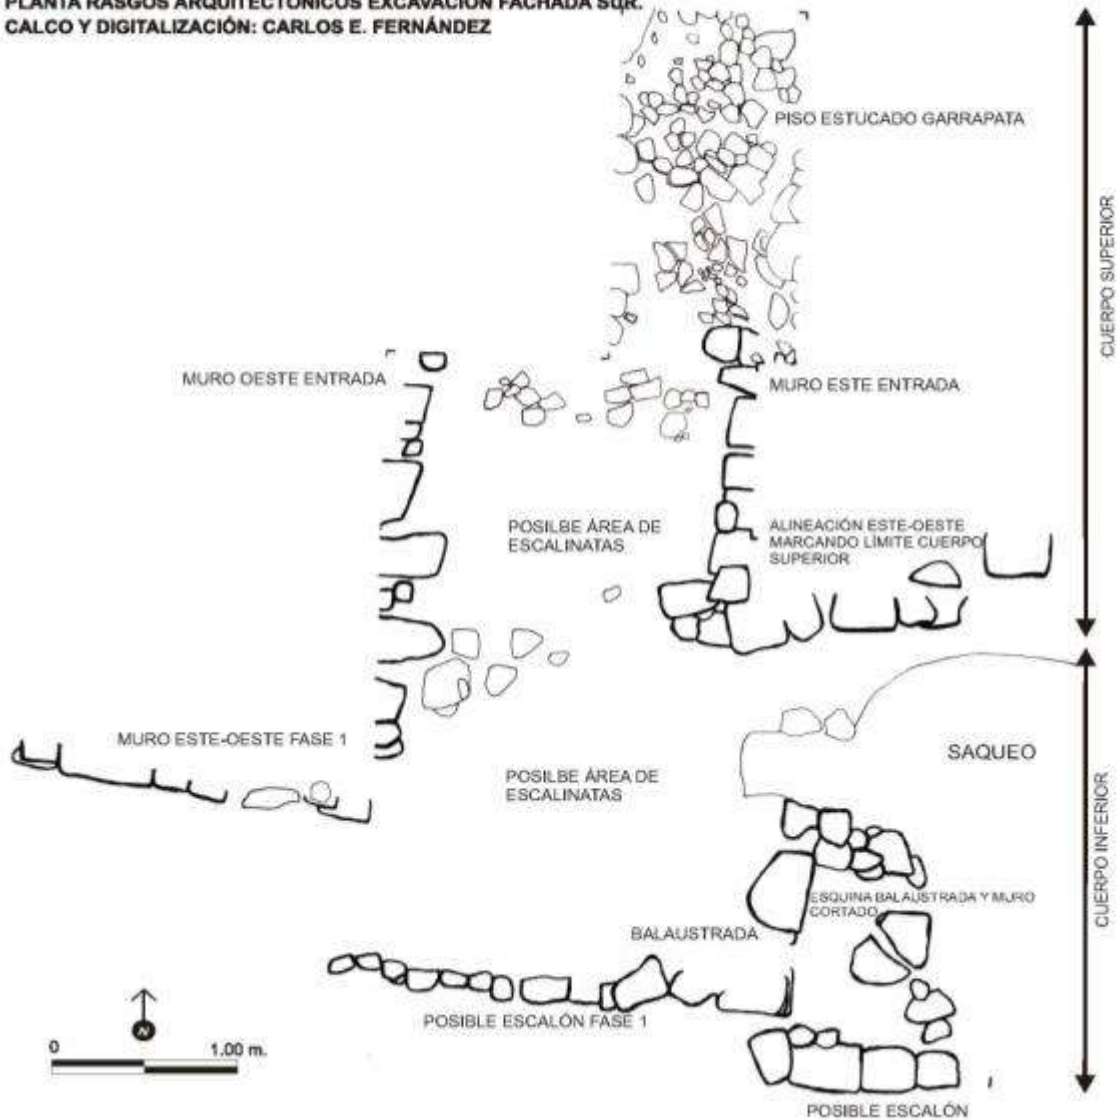 PLANTA RASGOS ARQUITECTÓNICOS EXCAVACIÓN FACHADA SUR.
CALCO Y DIGITALIZACIÓN: CARLOS E. FERNÁNDEZ
PISO ESTUCADO GARRAPATA
CUERPO SUPERIOR
MURO OESTE ENTRADA
MURO ESTE ENTRADA
POSILBE ÁREA DE
ESCALINATAS
ALINEACIÓN ESTE-OESTE
MARCANDO LÍMITE CUERPO
SUPERIOR
MURO ESTE-OESTE FASE 1
SAQUEO
POSILBE ÁREA DE
ESCALINATAS
CUERPO INFERIOR
ESQUINA BALAUSTRADA Y MURO
CORTADO
BALAUSTRADA
POSIBLE ESCALÓN FASE 1
N
0 1.00 m.
POSIBLE ESCALÓN